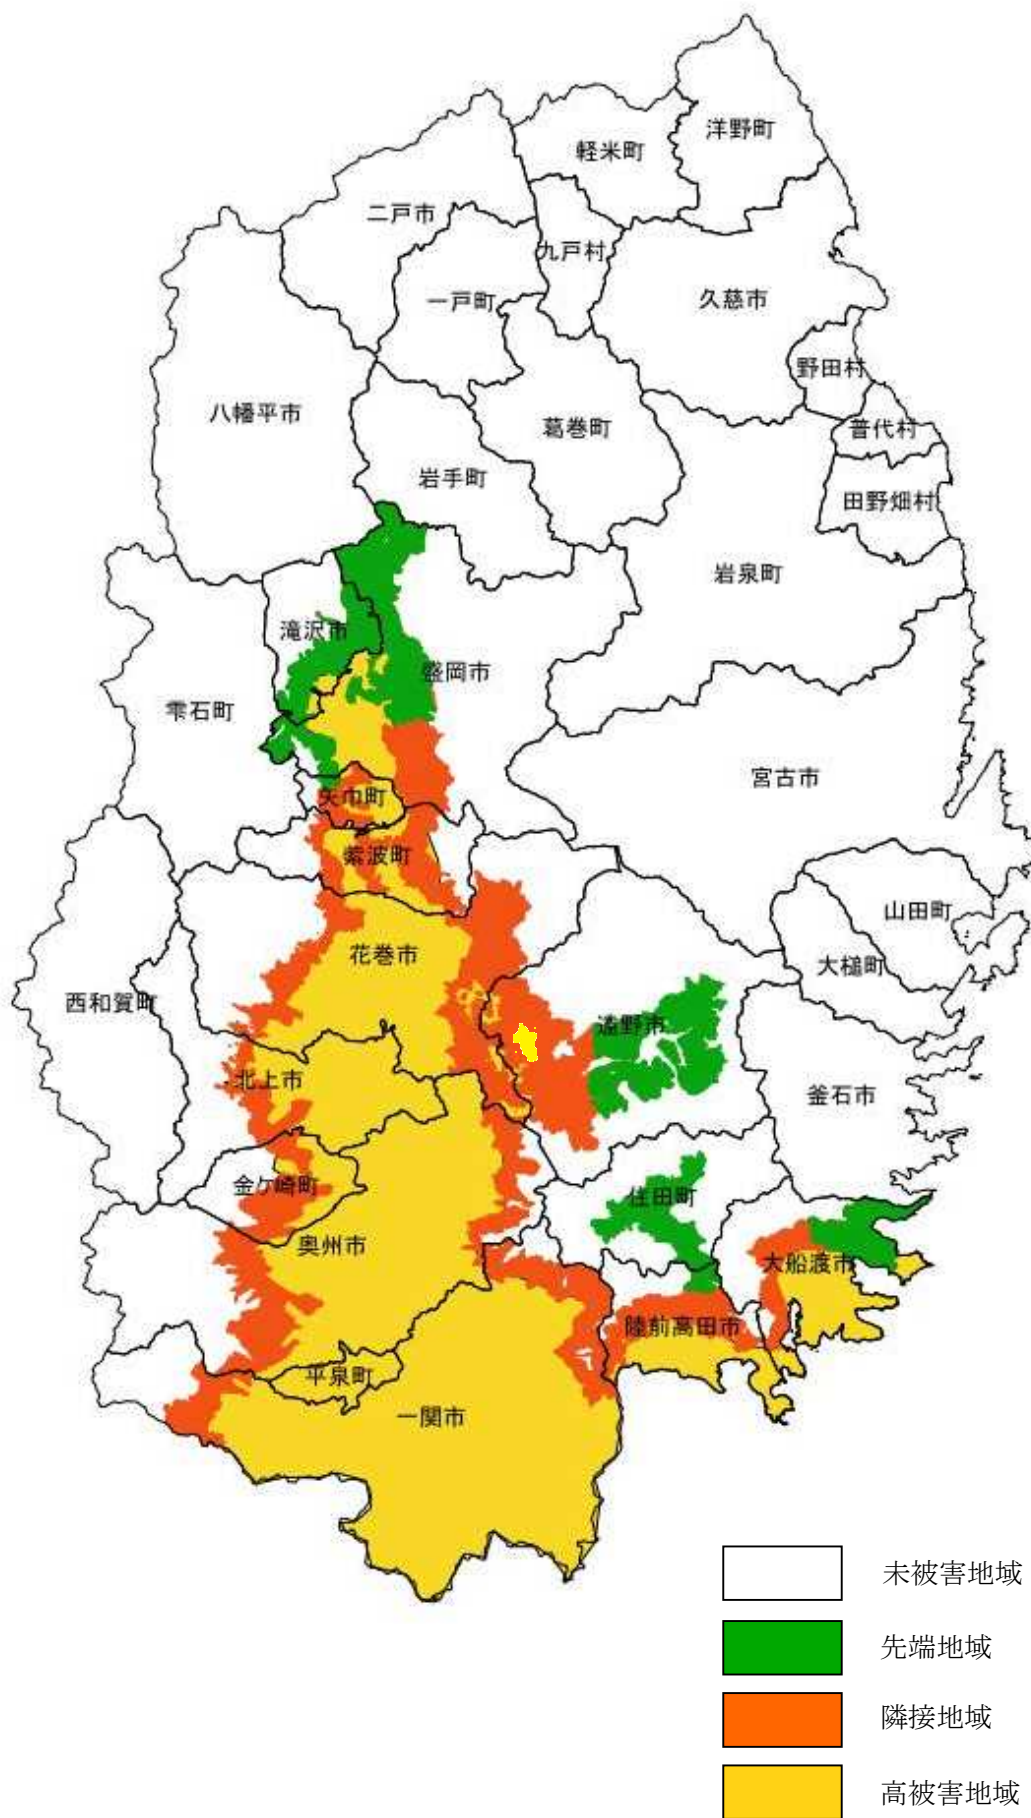 洋野町
軽米町
二戸市
九戸村
一戸町
久慈市
野田村
八幡平市
葛巻町
普代村
岩手町
田野畑村
岩泉町
滝沢市
盛岡市
雫石町
宮古市
矢巾町
紫波町
山田町
花巻市
大槌町
西和賀町
遠野市
北上市
釜石市
金ケ崎町
住田町
奥州市
大船渡市
陸前高田市
平泉町
一関市
未被害地域
先端地域
隣接地域
高被害地域